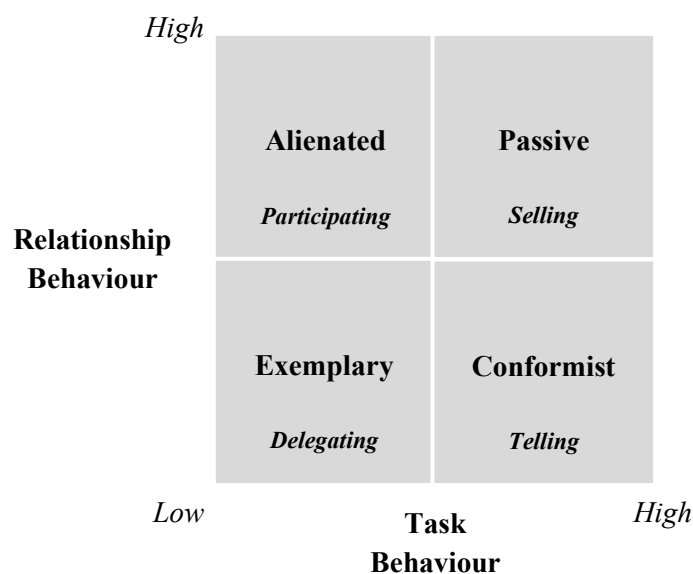 High
Alienated
Passive
Participating
Selling
Relationship
Behaviour
Exemplary
Conformist
Delegating
Telling
Low
High
Task
Behaviour